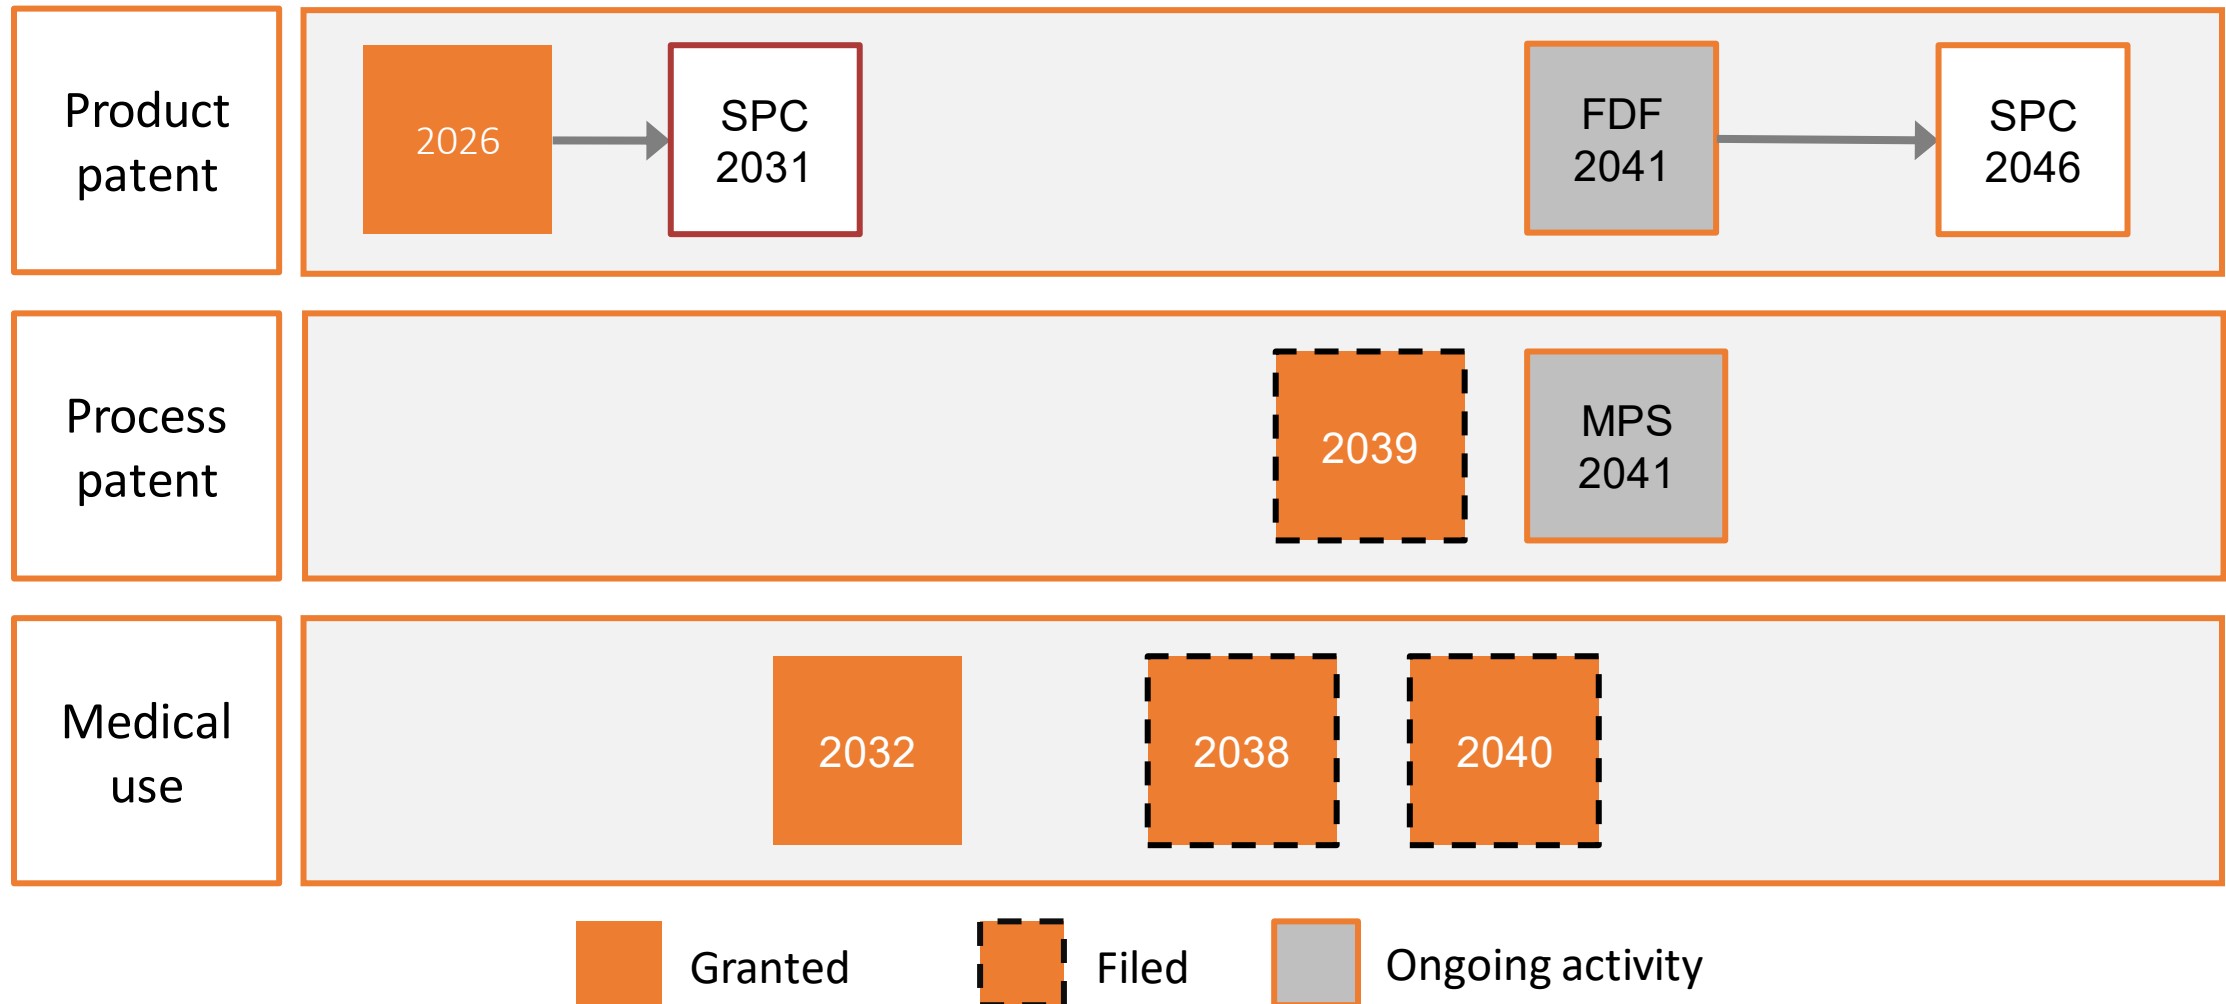 Product
patent
2026
SPC
2031
FDF
2041
SPC
2046
Process
patent
2039
MPS
2041
Medical
use
2032
2038
2040
Granted
Filed
Ongoing activity